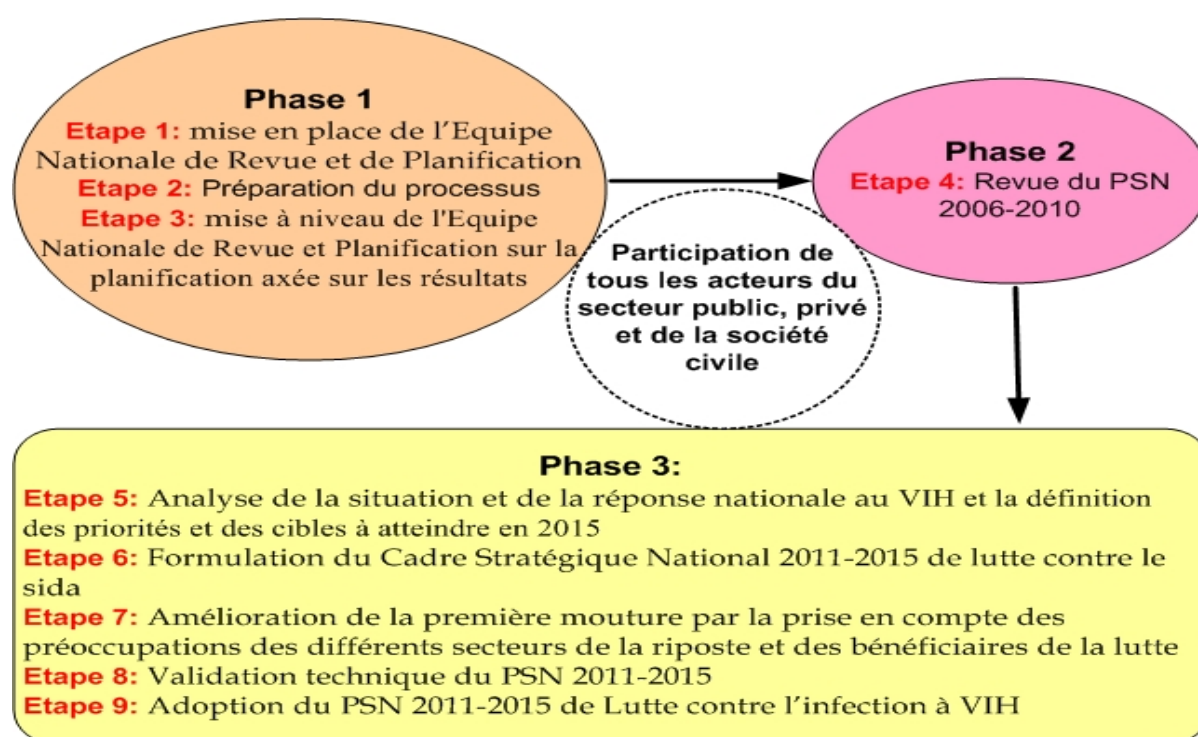 Phase 1
Etape 1: mise en place de l’Equipe
Nationale de Revue et de Planification
Etape 2: Préparation du processus
Etape 3: mise à niveau de l'Equipe
Nationale de Revue et Planification sur la
planification axée sur les résultats
Phase 2
Etape 4: Revue du PSN
2006-2010
Participation de
tous les acteurs du
secteur public, privé
et de la société
civile
Phase 3:
Etape 5: Analyse de la situation et de la réponse nationale au VIH et la définition
des priorités et des cibles à atteindre en 2015
Etape 6: Formulation du Cadre Stratégique National 2011-2015 de lutte contre le
sida
Etape 7: Amélioration de la première mouture par la prise en compte des
préoccupations des différents secteurs de la riposte et des bénéficiaires de la lutte
Etape 8: Validation technique du PSN 2011-2015
Etape 9: Adoption du PSN 2011-2015 de Lutte contre l’infection à VIH